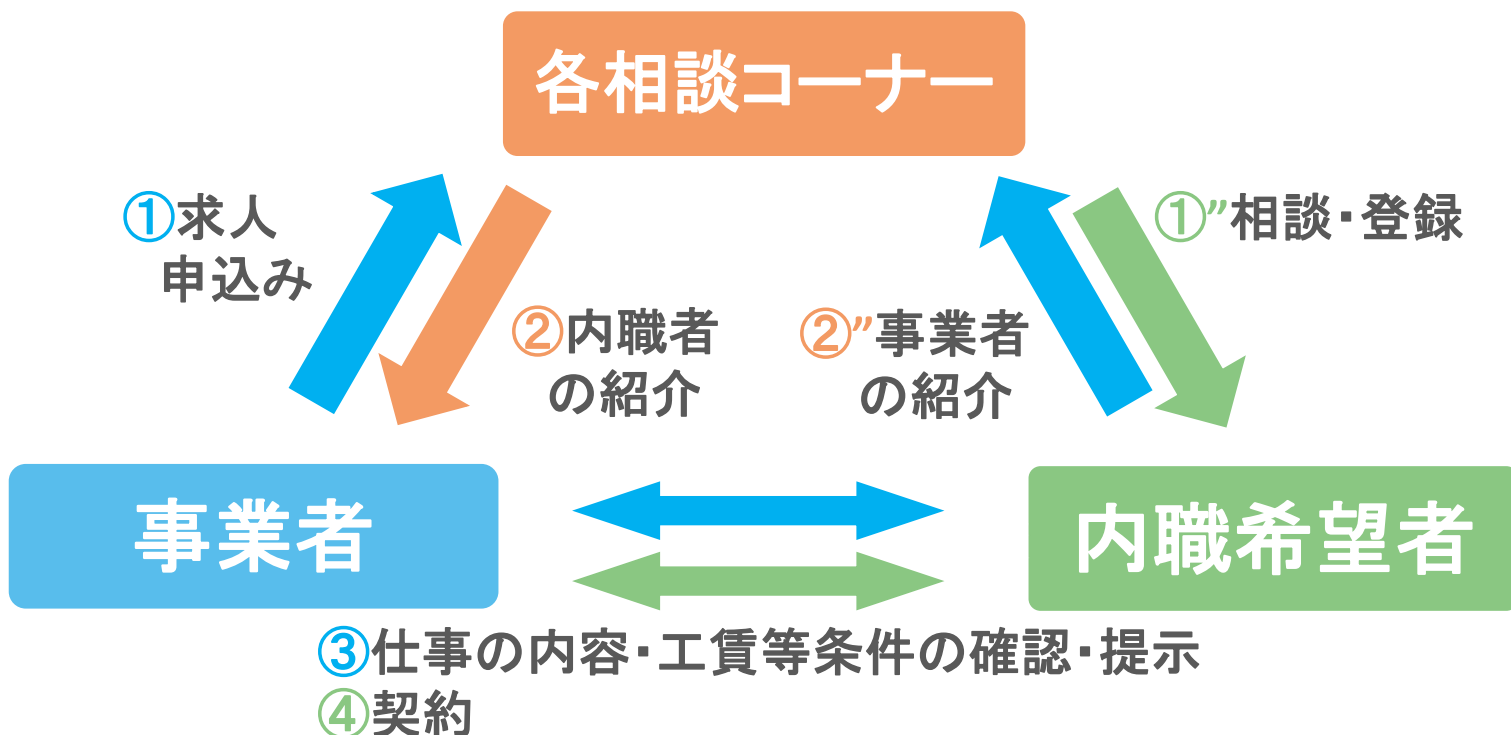 各相談コーナー
①求人
申込み
①”相談・登録
②内職者
の紹介
②”事業者
の紹介
事業者
内職希望者
③仕事の内容・工賃等条件の確認・提示
④契約